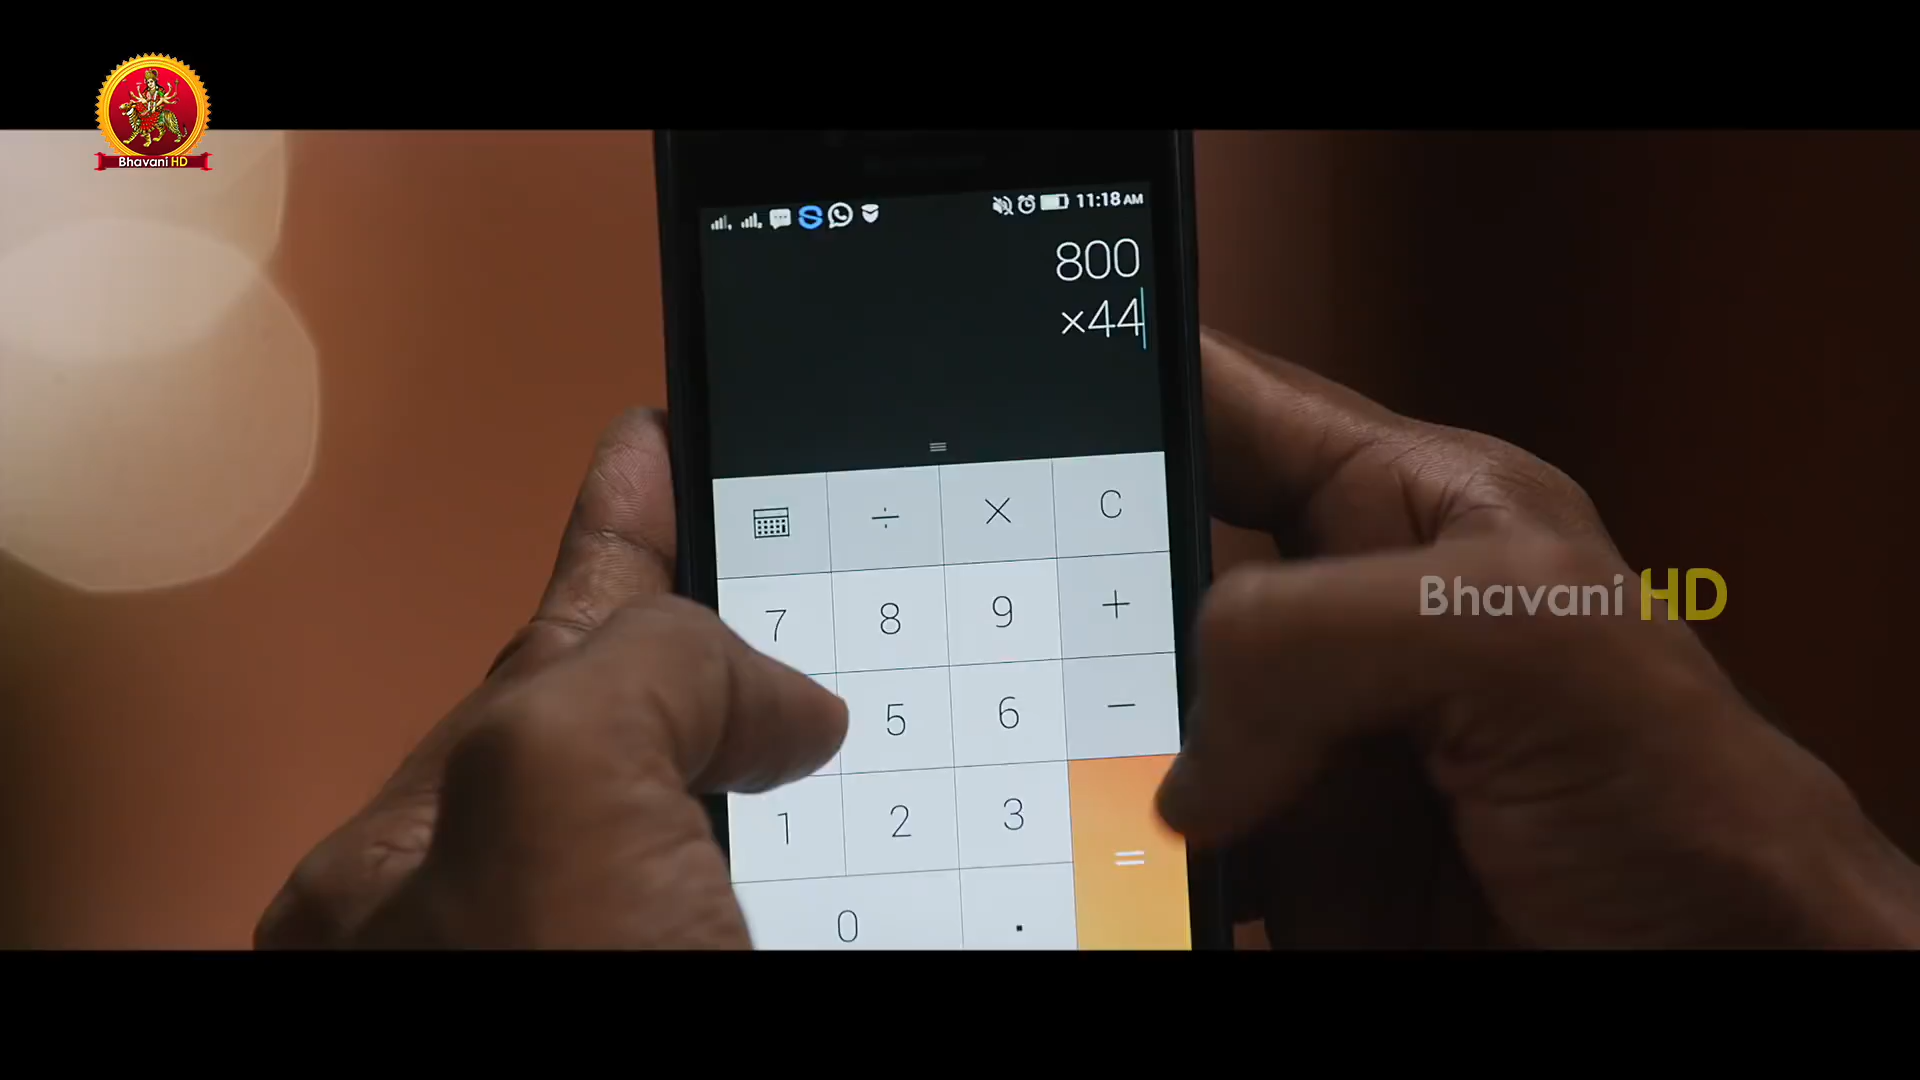 Bhavani HD
11:18 AM
800
×44
÷ × C
7 8 9 +
5 6 −
1 2 3 =
0 .
Bhavani HD